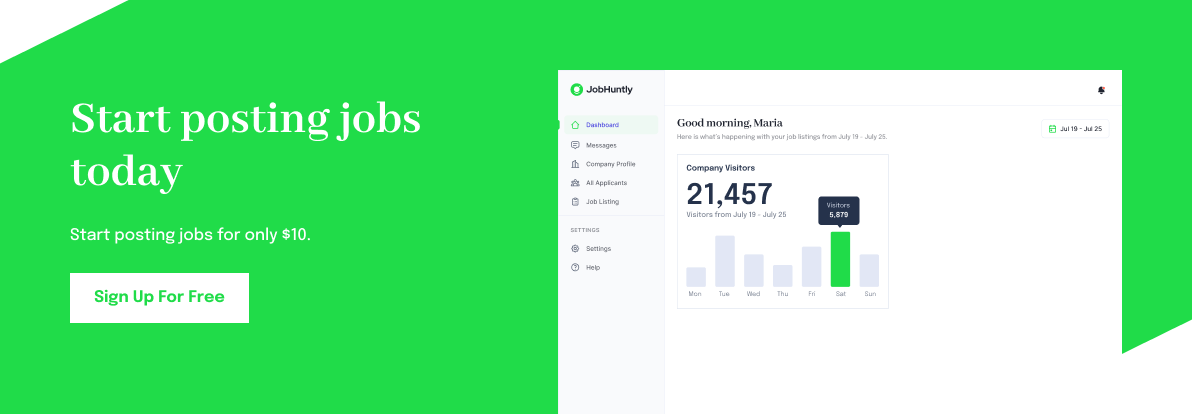 Start posting jobs
today
Start posting jobs for only $10.
Sign Up For Free
JobHuntly
Dashboard
Messages
Company Profile
All Applicants
Job Listing
SETTINGS
Settings
Help
Good morning, Maria
Here is what's happening with your job listings from July 19 - July 25.
Jul 19 - Jul 25
Company Visitors
21,457
Visitors from July 19 - July 25
Visitors
5,879
Mon Tue Wed Thu Fri Sat Sun